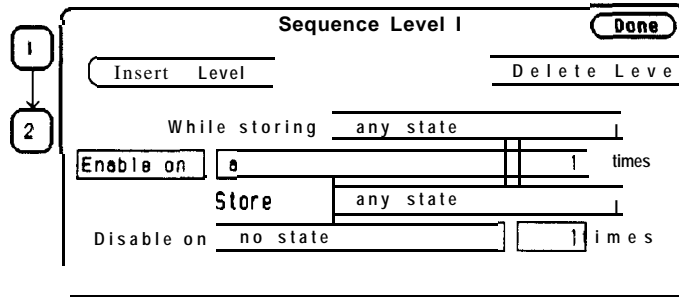 Sequence Level I Done
1
Insert Level Delete Leve
2
While storing any state
Enable on a 1 times
Store any state
Disable on no state 1 imes